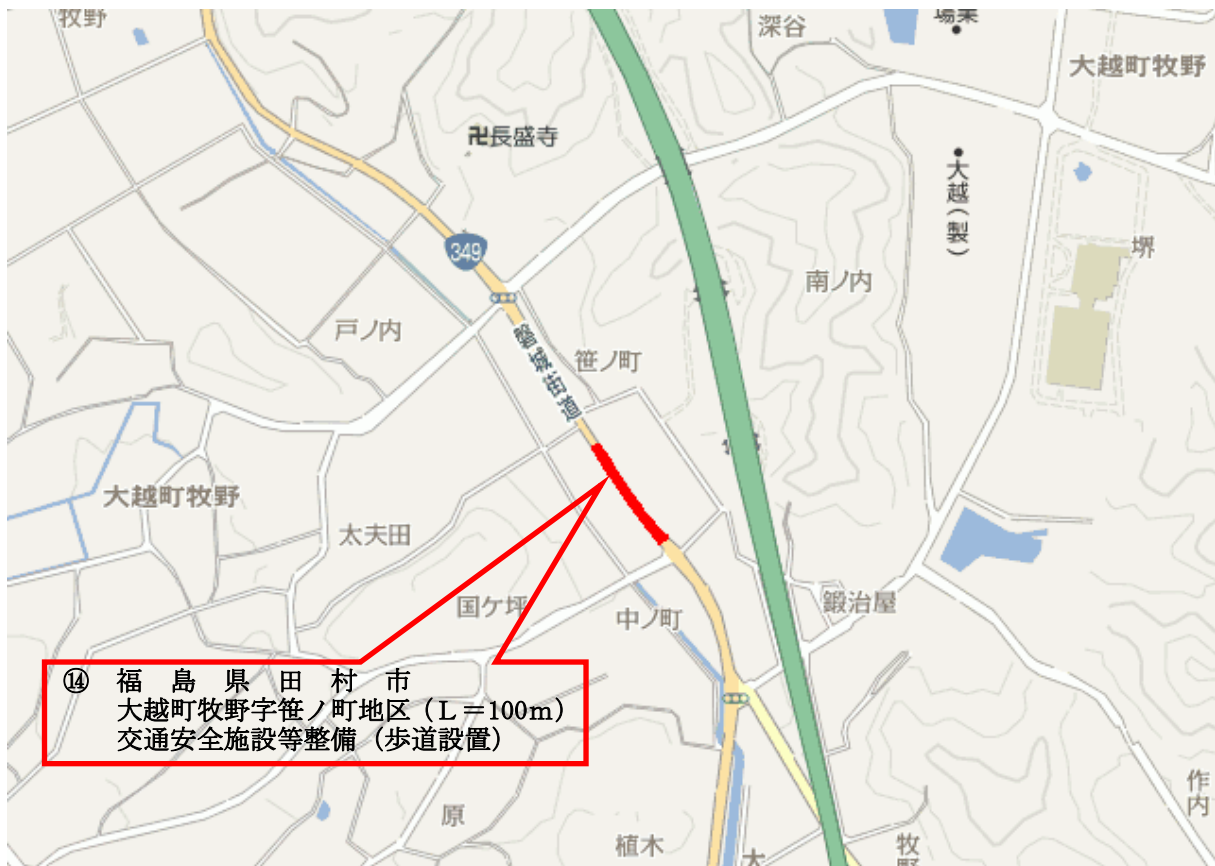 牧野
深谷
場業
大越町牧野
卍長盛寺
大越(製)
349
堺
南ノ内
戸ノ内
磐城街道
笹ノ町
大越町牧野
太夫田
国ケ坪
中ノ町
鍛治屋
⑭ 福島県田村市
大越町牧野字笹ノ町地区(L=100m)
交通安全施設等整備(歩道設置)
作内
原
植木
牧野